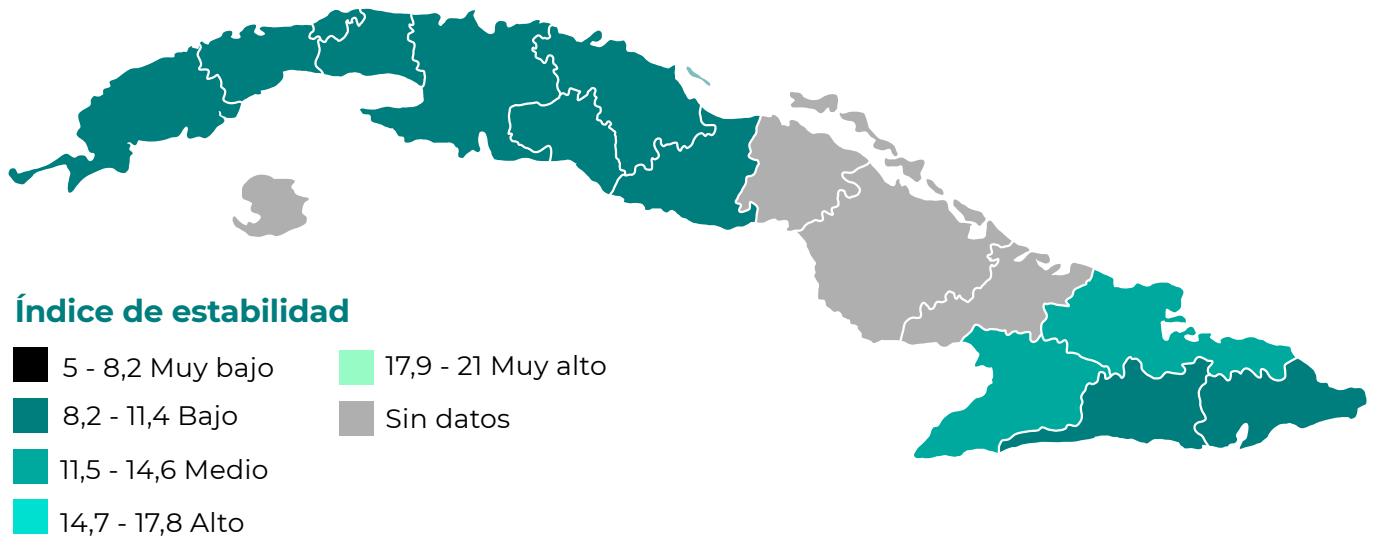 Índice de estabilidad
5 - 8,2 Muy bajo
8,2 - 11,4 Bajo
11,5 - 14,6 Medio
14,7 - 17,8 Alto
17,9 - 21 Muy alto
Sin datos